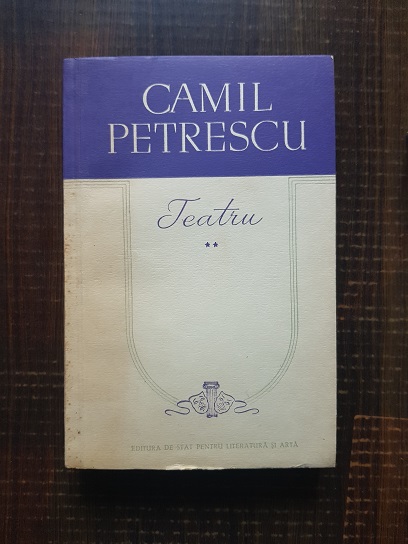 CAMIL
PETRESCU
Teatru
**
EDITURA DE STAT PENTRU LITERATURĂ ȘI ARTĂ